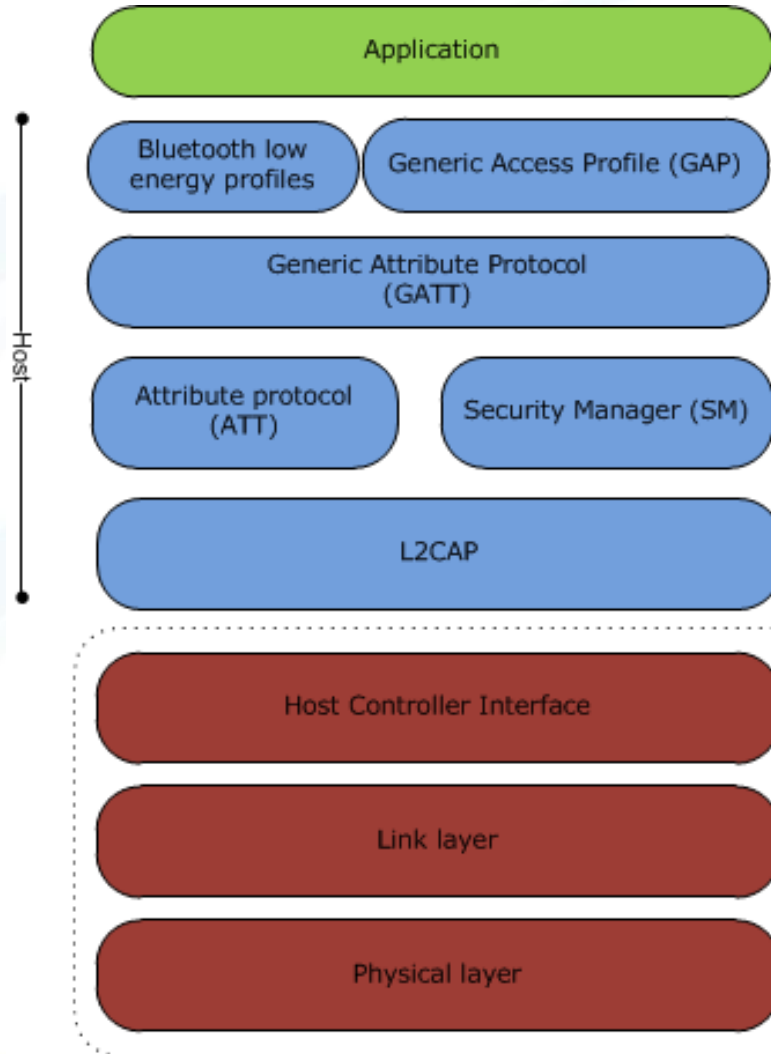 Application
Bluetooth low
energy profiles
Generic Access Profile (GAP)
Generic Attribute Protocol
(GATT)
Host
Attribute protocol
(ATT)
Security Manager (SM)
L2CAP
Host Controller Interface
Link layer
Physical layer